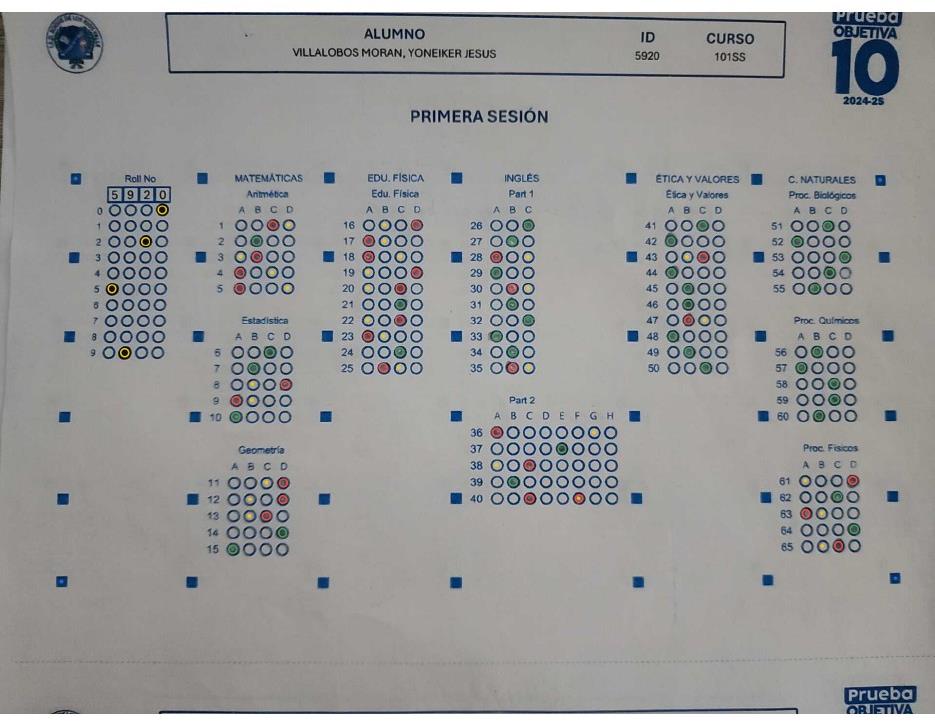 ALUMNO
VILLALOBOS MORAN, YONEIKER JESUS
ID
5920
CURSO
101SS
Prueba
OBJETIVA
10
2024-25
PRIMERA SESIÓN
Roll No
5 9 2 0
0
1
2
3
4
5
6
7
8
9
MATEMÁTICAS
Aritmética
A B C D
1
2
3
4
5
Estadística
A B C D
6
7
8
9
10
Geometría
A B C D
11
12
13
14
15
EDU. FÍSICA
Edu. Física
A B C D
16
17
18
19
20
21
22
23
24
25
INGLÉS
Part 1
A B C
26
27
28
29
30
31
32
33
34
35
Part 2
A B C D E F G H
36
37
38
39
40
ÉTICA Y VALORES
Ética y Valores
A B C D
41
42
43
44
45
46
47
48
49
50
C. NATURALES
Proc. Biológicos
A B C D
51
52
53
54
55
Proc. Químicos
A B C D
56
57
58
59
60
Proc. Físicos
A B C D
61
62
63
64
65
Prueba
OBJETIVA